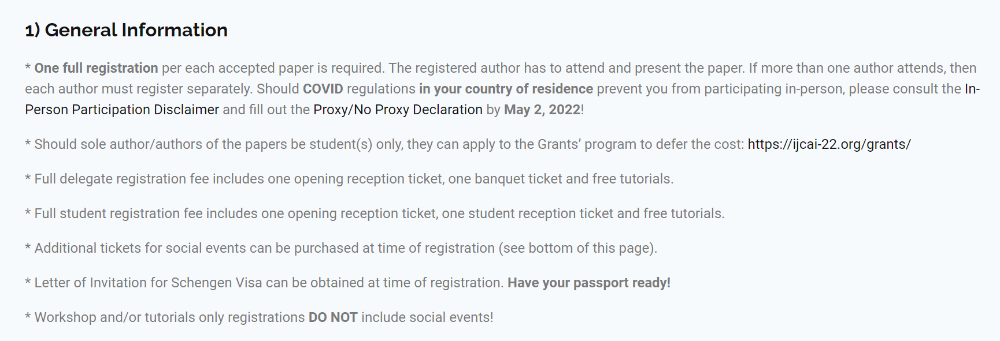 1) General Information
* One full registration per each accepted paper is required. The registered author has to attend and present the paper. If more than one author attends, then
each author must register separately. Should COVID regulations in your country of residence prevent you from participating in-person, please consult the In-
Person Participation Disclaimer and fill out the Proxy/No Proxy Declaration by May 2, 2022!
* Should sole author/authors of the papers be student(s) only, they can apply to the Grants’ program to defer the cost: https://ijcai-22.org/grants/
* Full delegate registration fee includes one opening reception ticket, one banquet ticket and free tutorials.
* Full student registration fee includes one opening reception ticket, one student reception ticket and free tutorials.
* Additional tickets for social events can be purchased at time of registration (see bottom of this page).
* Letter of Invitation for Schengen Visa can be obtained at time of registration. Have your passport ready!
* Workshop and/or tutorials only registrations DO NOT include social events!